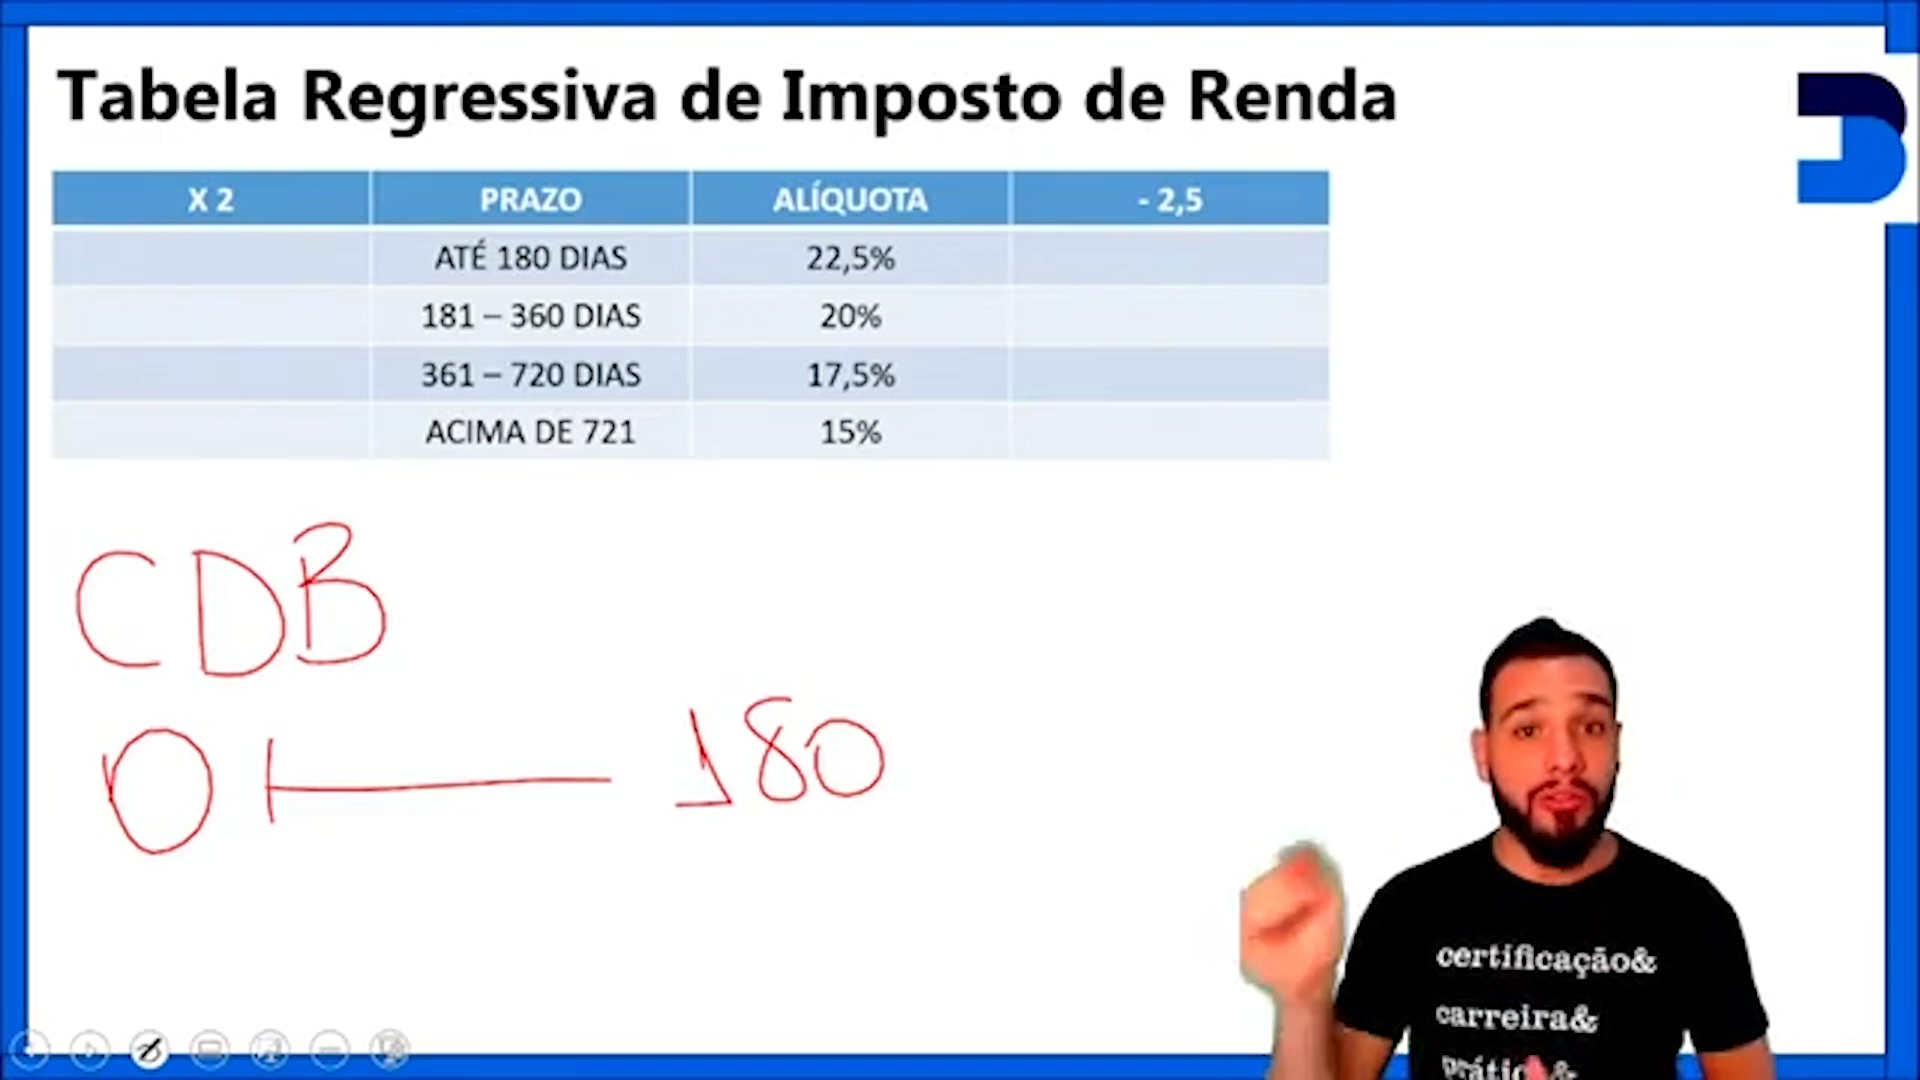 Tabela Regressiva de Imposto de Renda
X 2 PRAZO ALÍQUOTA - 2,5
ATÉ 180 DIAS 22,5%
181 – 360 DIAS 20%
361 – 720 DIAS 17,5%
ACIMA DE 721 15%
CDB
0 180
certificação&
carreira&
prática&